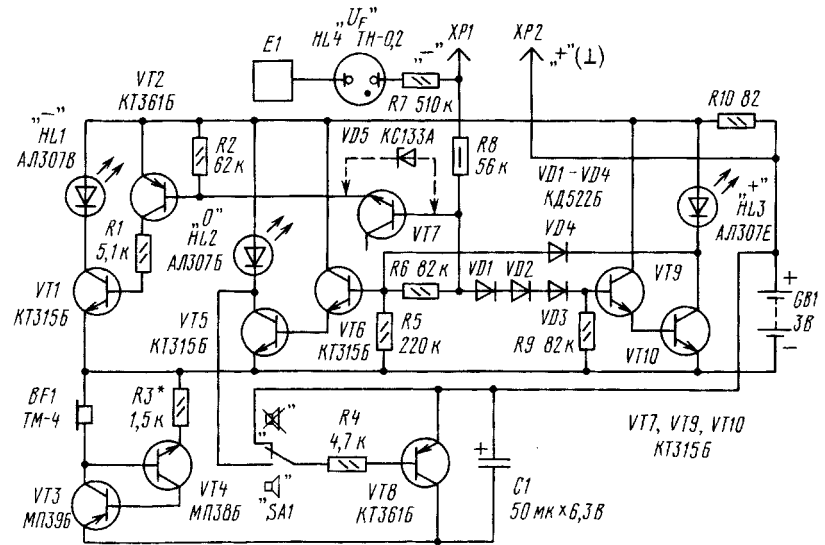 „U_F”
HL4 ТН-0,2
E1
XP1
„−”
XP2
„+”(⊥)
VT2
КТ361Б
R7 510 к
R10 82
„−”
HL1
АЛ307В
R2
62 к
VD5 КС133А
R8
56 к
VD1 – VD4
КД522Б
„+”
HL3
АЛ307Е
R1
5,1 к
„0”
HL2
АЛ307Б
VT7
VD4
VT1
КТ315Б
R6 82 к
VD1
VD2
VD3
VT9
VT5
КТ315Б
VT6
КТ315Б
R5
220 к
R9 82 к
VT10
+
GB1
3В
−
BF1
ТМ-4
R3*
1,5 к
R4
4,7 к
VT7, VT9, VT10
КТ315Б
VT3
МП39Б
VT4
МП38Б
„ ”
„ ” SA1
VT8
КТ361Б
+
C1
50 мк × 6,3 В